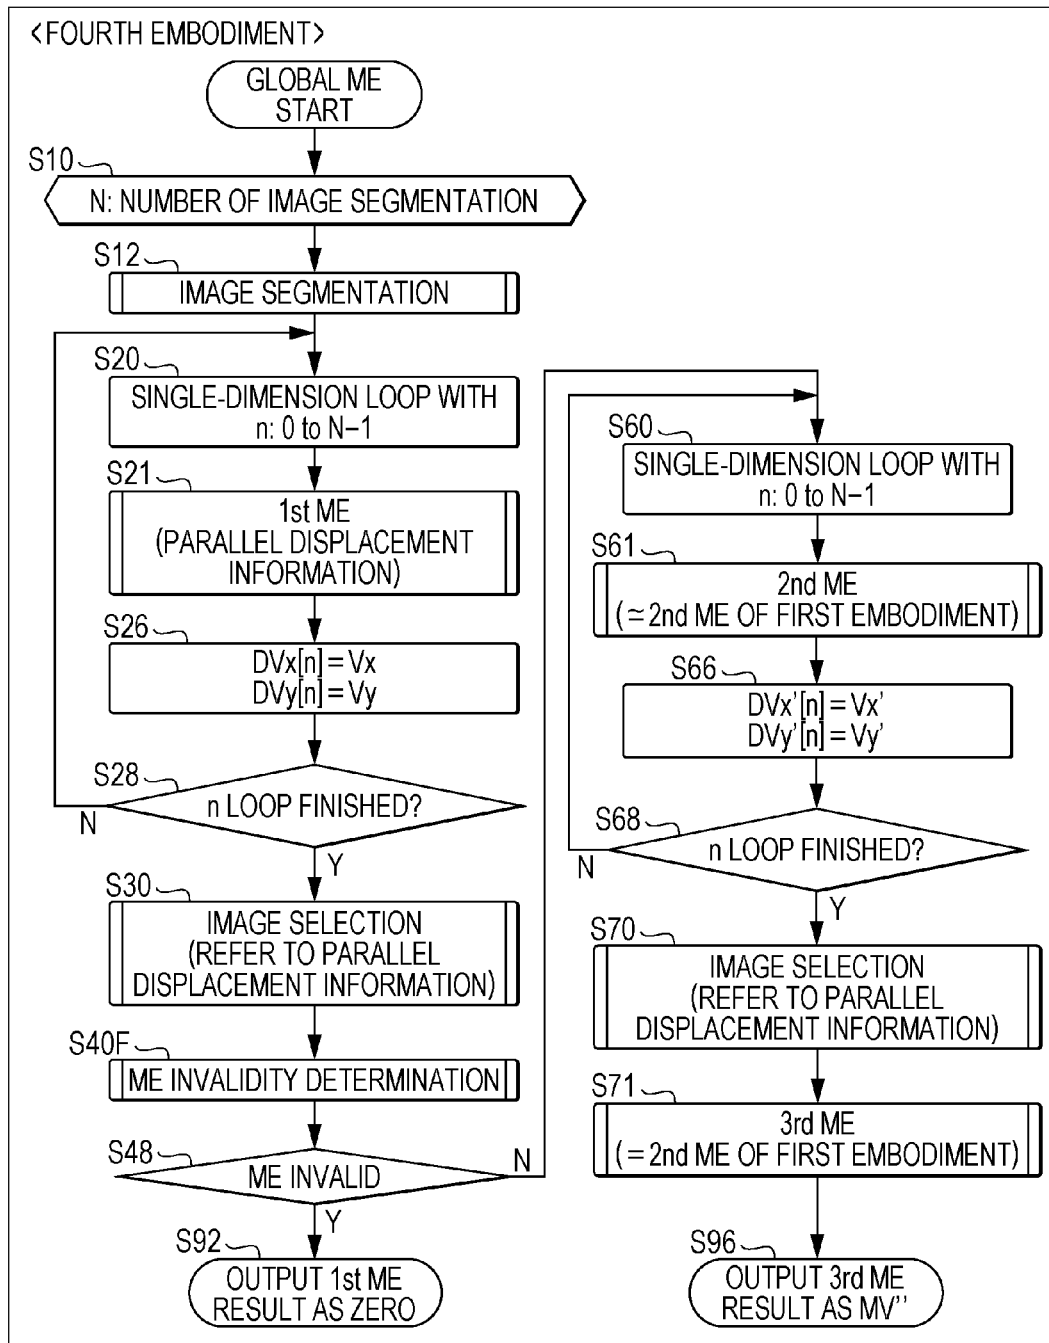 <FOURTH EMBODIMENT>
GLOBAL ME
START
S10
N: NUMBER OF IMAGE SEGMENTATION
S12
IMAGE SEGMENTATION
S20
SINGLE-DIMENSION LOOP WITH
n: 0 to N−1
S21
1st ME
(PARALLEL DISPLACEMENT
INFORMATION)
S26
DVx[n] = Vx
DVy[n] = Vy
S28
n LOOP FINISHED?
N
Y
S30
IMAGE SELECTION
(REFER TO PARALLEL
DISPLACEMENT INFORMATION)
S40F
ME INVALIDITY DETERMINATION
S48
ME INVALID
N
Y
S92
OUTPUT 1st ME
RESULT AS ZERO
S60
SINGLE-DIMENSION LOOP WITH
n: 0 to N−1
S61
2nd ME
(≃ 2nd ME OF FIRST EMBODIMENT)
S66
DVx'[n] = Vx'
DVy'[n] = Vy'
S68
n LOOP FINISHED?
N
Y
S70
IMAGE SELECTION
(REFER TO PARALLEL
DISPLACEMENT INFORMATION)
S71
3rd ME
(= 2nd ME OF FIRST EMBODIMENT)
S96
OUTPUT 3rd ME
RESULT AS MV''